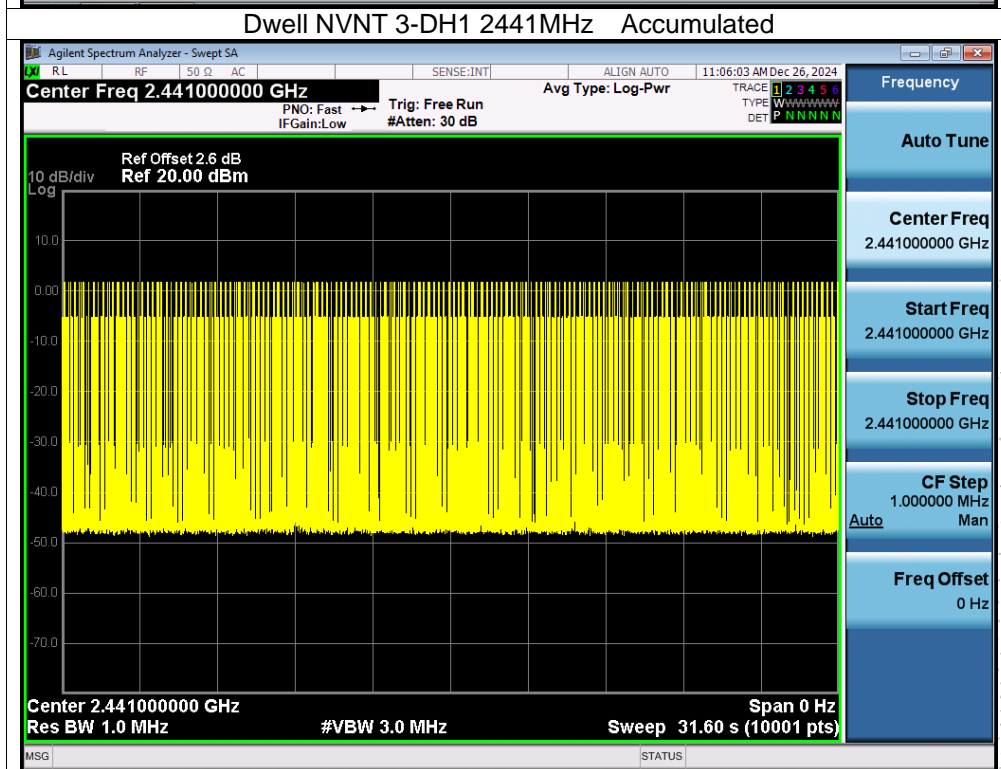 Dwell NVNT 3-DH1 2441MHz Accumulated
Agilent Spectrum Analyzer - Swept SA
LXI RL RF 50 Ω AC SENSE:INT ALIGN AUTO 11:06:03 AM Dec 26, 2024
Center Freq 2.441000000 GHz Avg Type: Log-Pwr TRACE 1 2 3 4 5 6
PNO: Fast Trig: Free Run TYPE WWWWWWW
IFGain:Low #Atten: 30 dB DET P N N N N N
Frequency
Ref Offset 2.6 dB
10 dB/div Ref 20.00 dBm
Log
10.0
0.00
-10.0
-20.0
-30.0
-40.0
-50.0
-60.0
-70.0
Center 2.441000000 GHz Span 0 Hz
Res BW 1.0 MHz #VBW 3.0 MHz Sweep 31.60 s (10001 pts)
Auto Tune
Center Freq
2.441000000 GHz
Start Freq
2.441000000 GHz
Stop Freq
2.441000000 GHz
CF Step
1.000000 MHz
Auto Man
Freq Offset
0 Hz
MSG STATUS